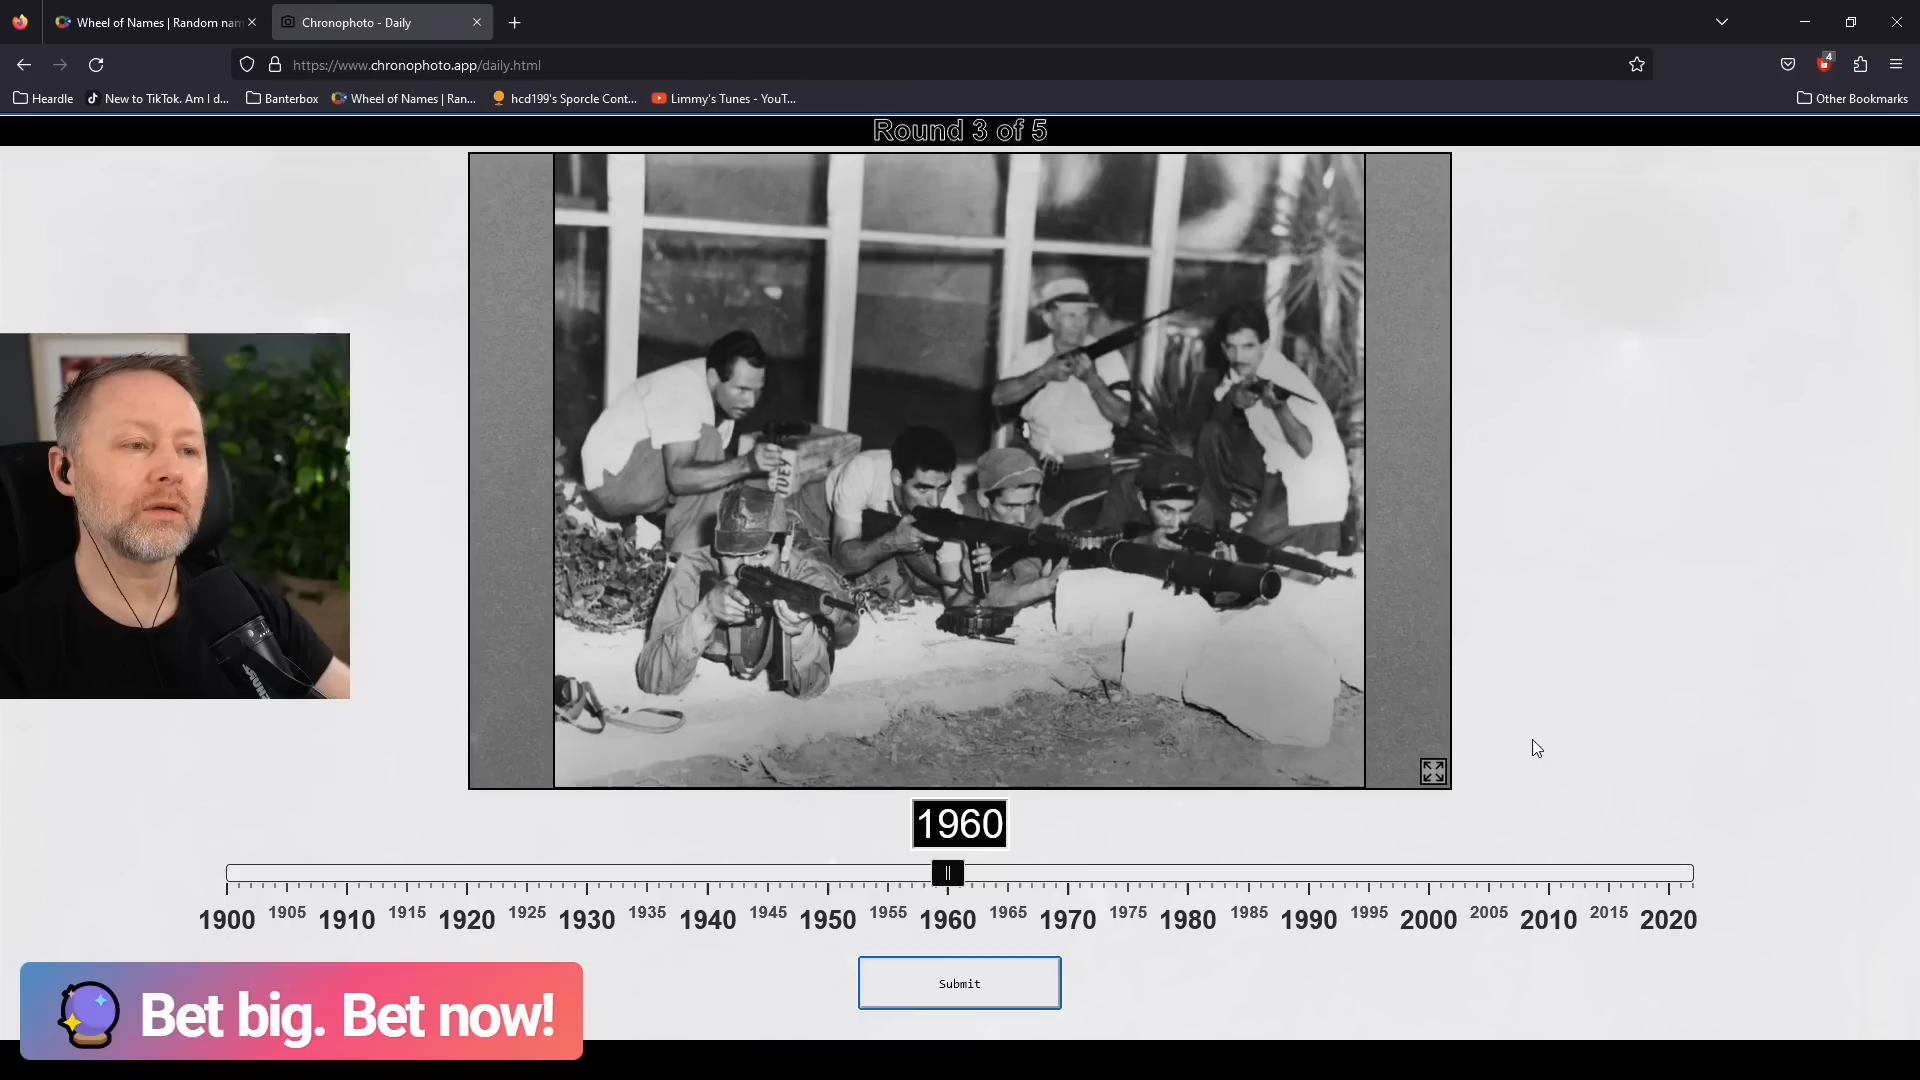 Wheel of Names | Random nam
Chronophoto - Daily
https://www.chronophoto.app/daily.html
4
Heardle
New to TikTok. Am I d...
Banterbox
Wheel of Names | Ran...
hcd199's Sporcle Cont...
Limmy's Tunes - YouT...
Other Bookmarks
Round 3 of 5
1960
1900 1905 1910 1915 1920 1925 1930 1935 1940 1945 1950 1955 1960 1965 1970 1975 1980 1985 1990 1995 2000 2005 2010 2015 2020
Submit
Bet big. Bet now!